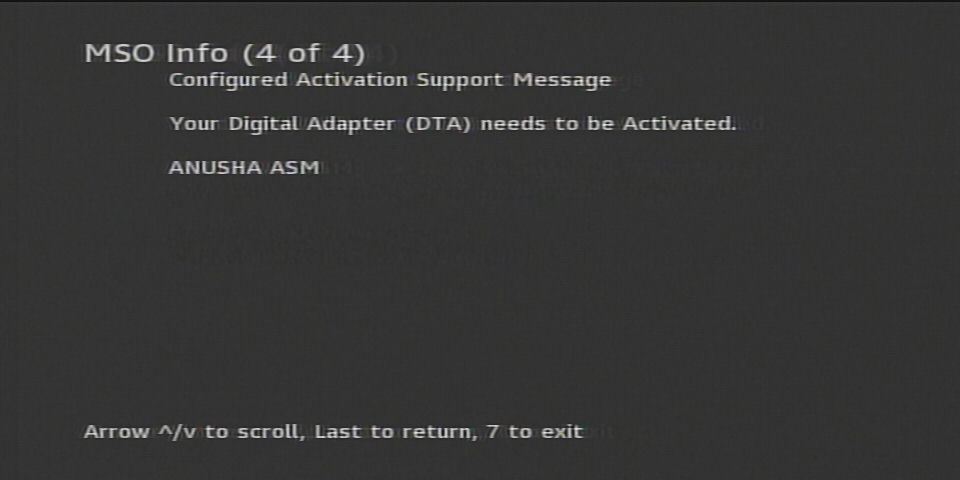 MSO Info (4 of 4)
Configured Activation Support Message
Your Digital Adapter (DTA) needs to be Activated.
ANUSHA ASM
Arrow ^/v to scroll, Last to return, 7 to exit